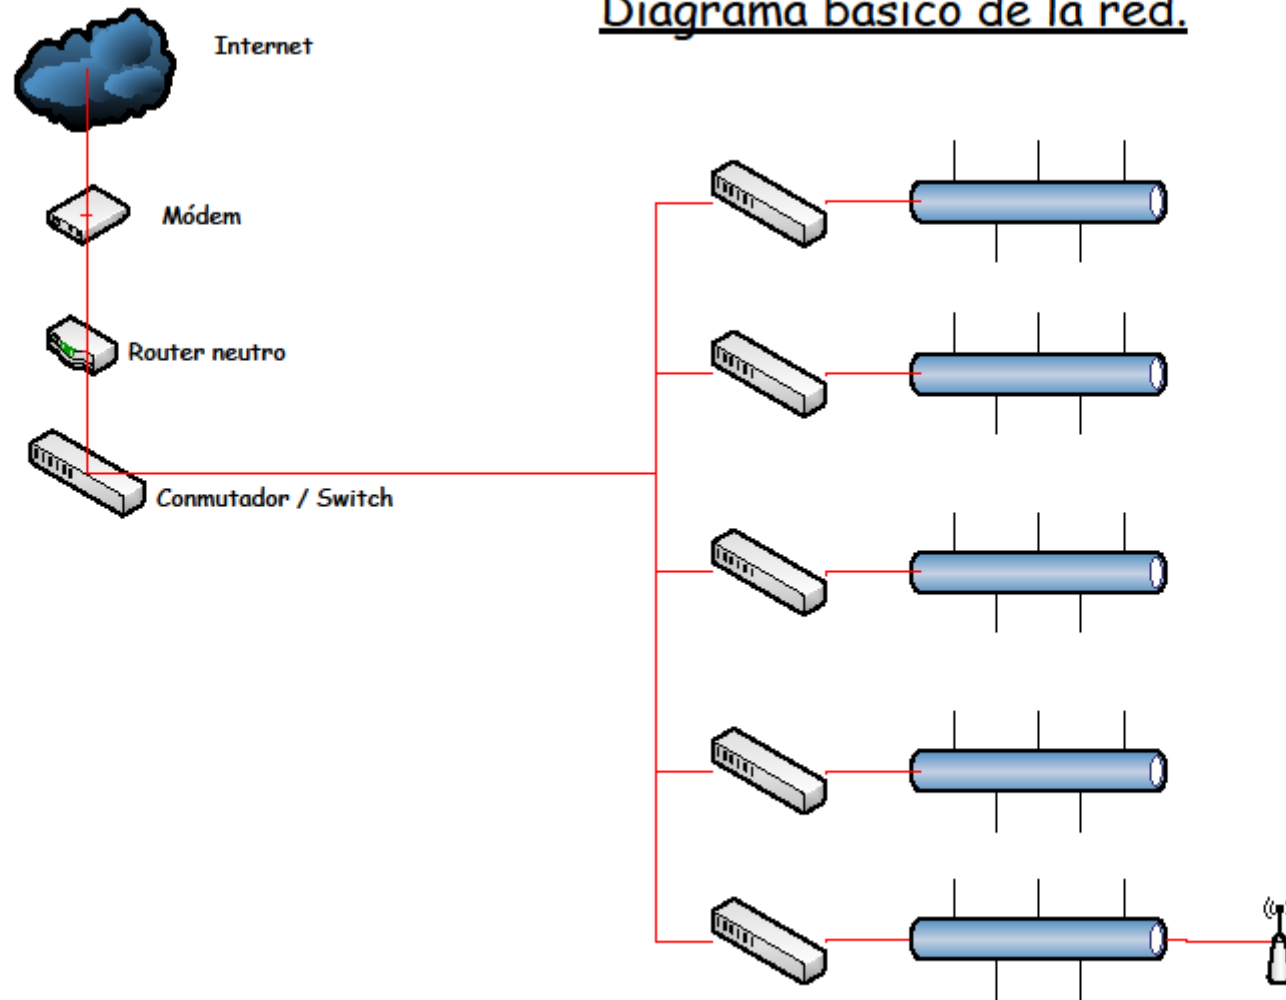 Diagrama básico de la red.
Internet
Módem
Router neutro
Conmutador / Switch